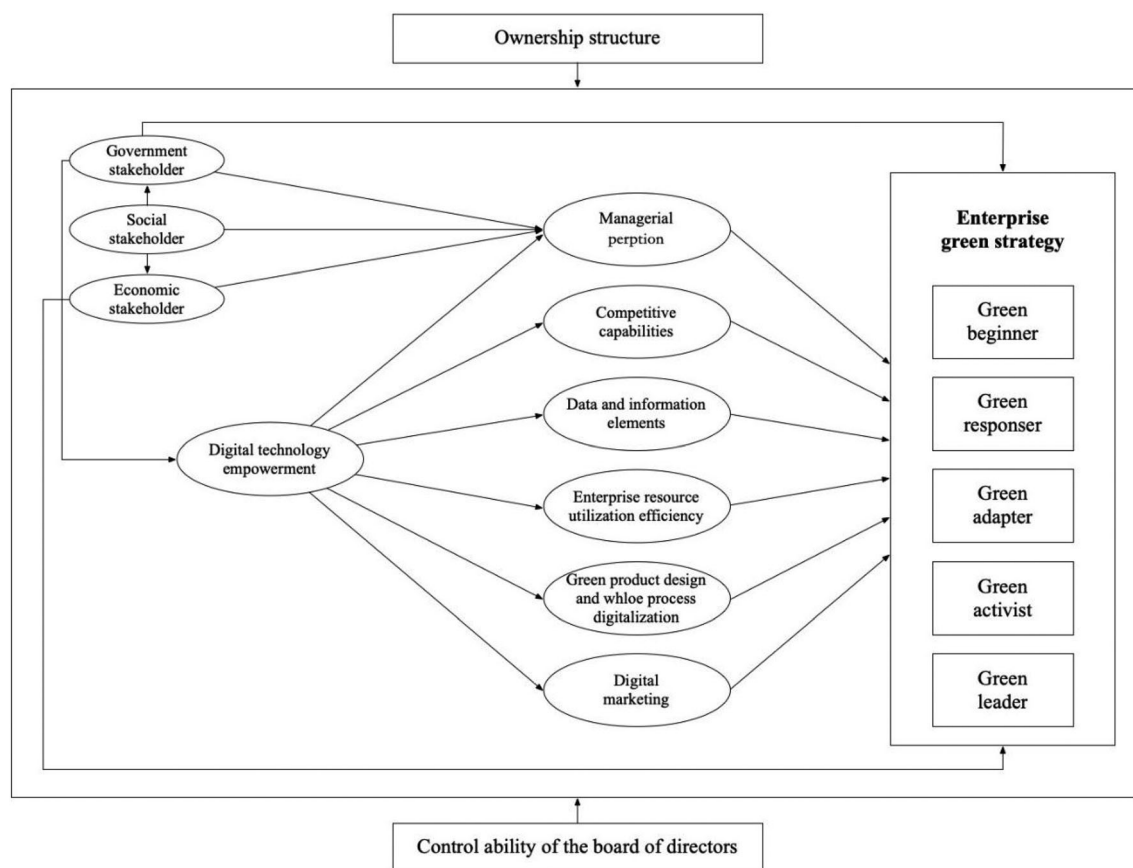 Ownership structure
Government
stakeholder
Social
stakeholder
Economic
stakeholder
Digital technology
empowerment
Managerial
perption
Competitive
capabilities
Data and information
elements
Enterprise resource
utilization efficiency
Green product design
and whloe process
digitalization
Digital
marketing
Enterprise
green strategy
Green
beginner
Green
responser
Green
adapter
Green
activist
Green
leader
Control ability of the board of directors